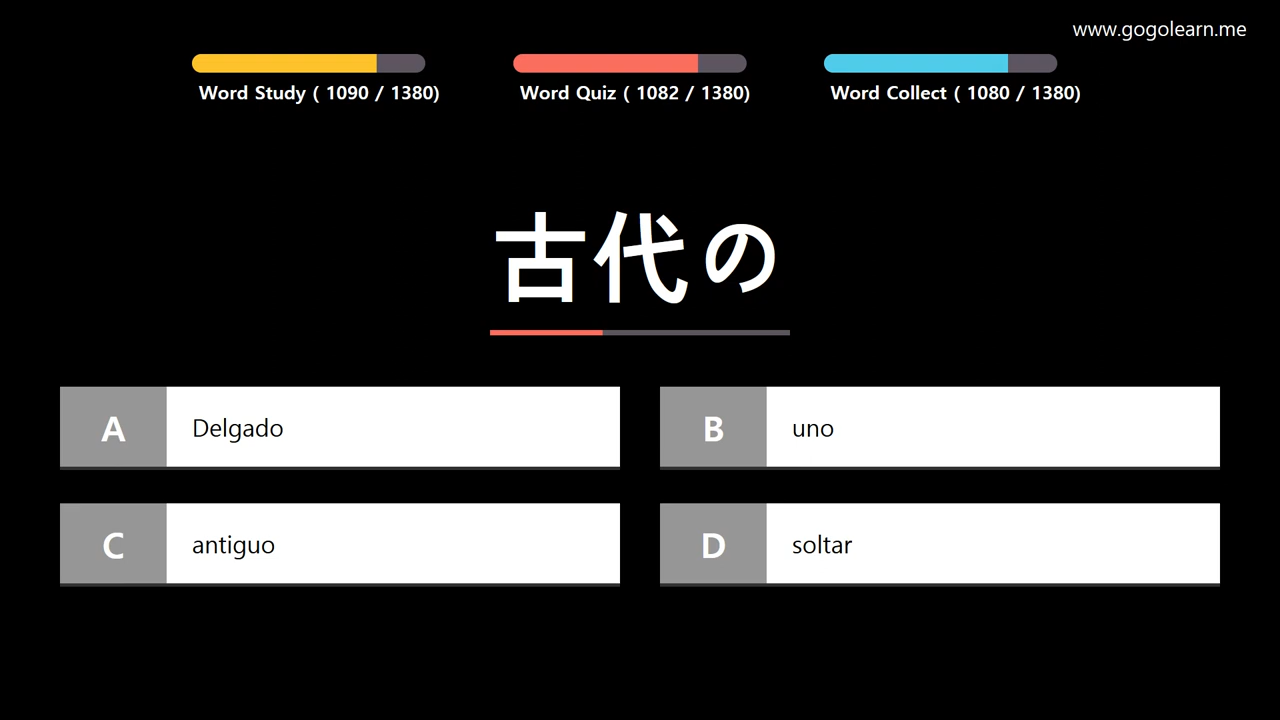 www.gogolearn.me
Word Study ( 1090 / 1380)
Word Quiz ( 1082 / 1380)
Word Collect ( 1080 / 1380)
古代の
A Delgado
B uno
C antiguo
D soltar